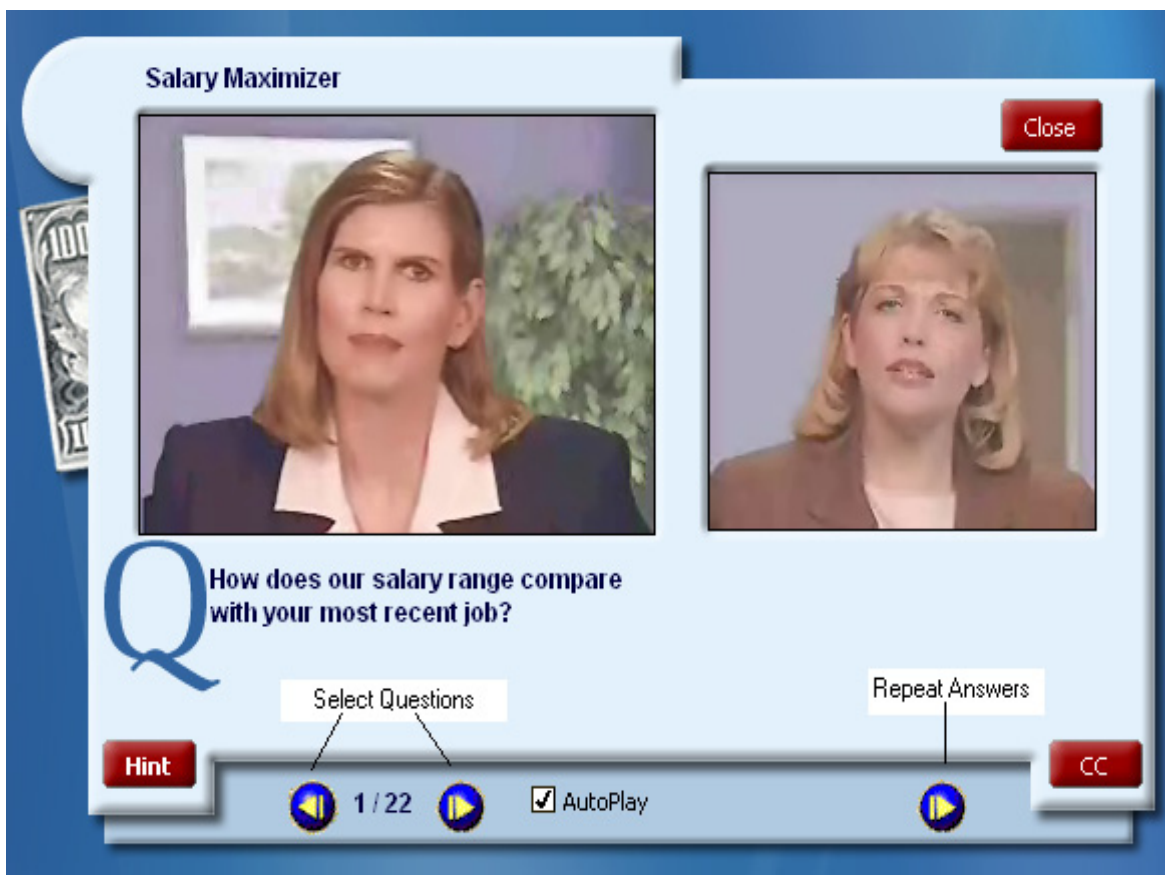 Salary Maximizer
Close
100
Q
How does our salary range compare
with your most recent job?
Select Questions
Repeat Answers
Hint
CC
1 / 22
AutoPlay